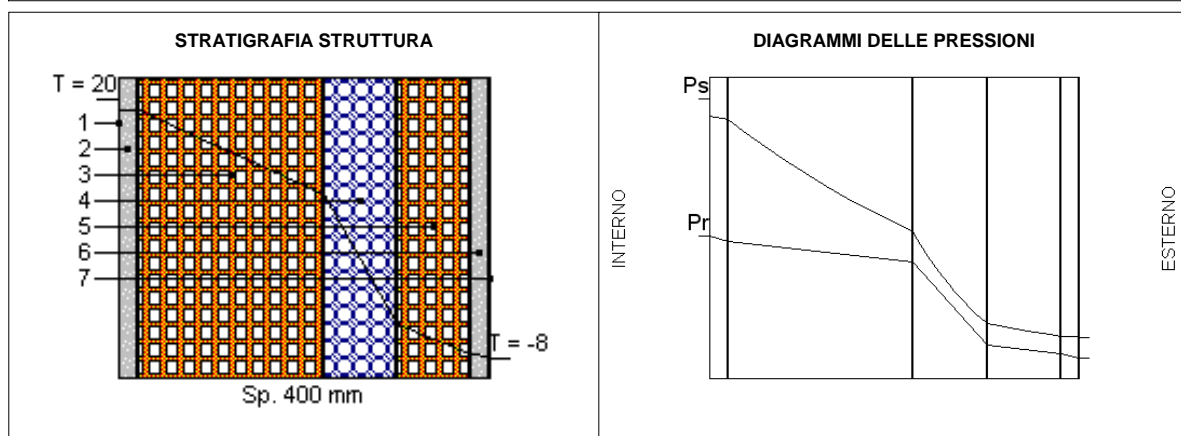 STRATIGRAFIA STRUTTURA
T = 20
1
2
3
4
5
6
7
T = -8
Sp. 400 mm
DIAGRAMMI DELLE PRESSIONI
Ps
Pr
INTERNO
ESTERNO